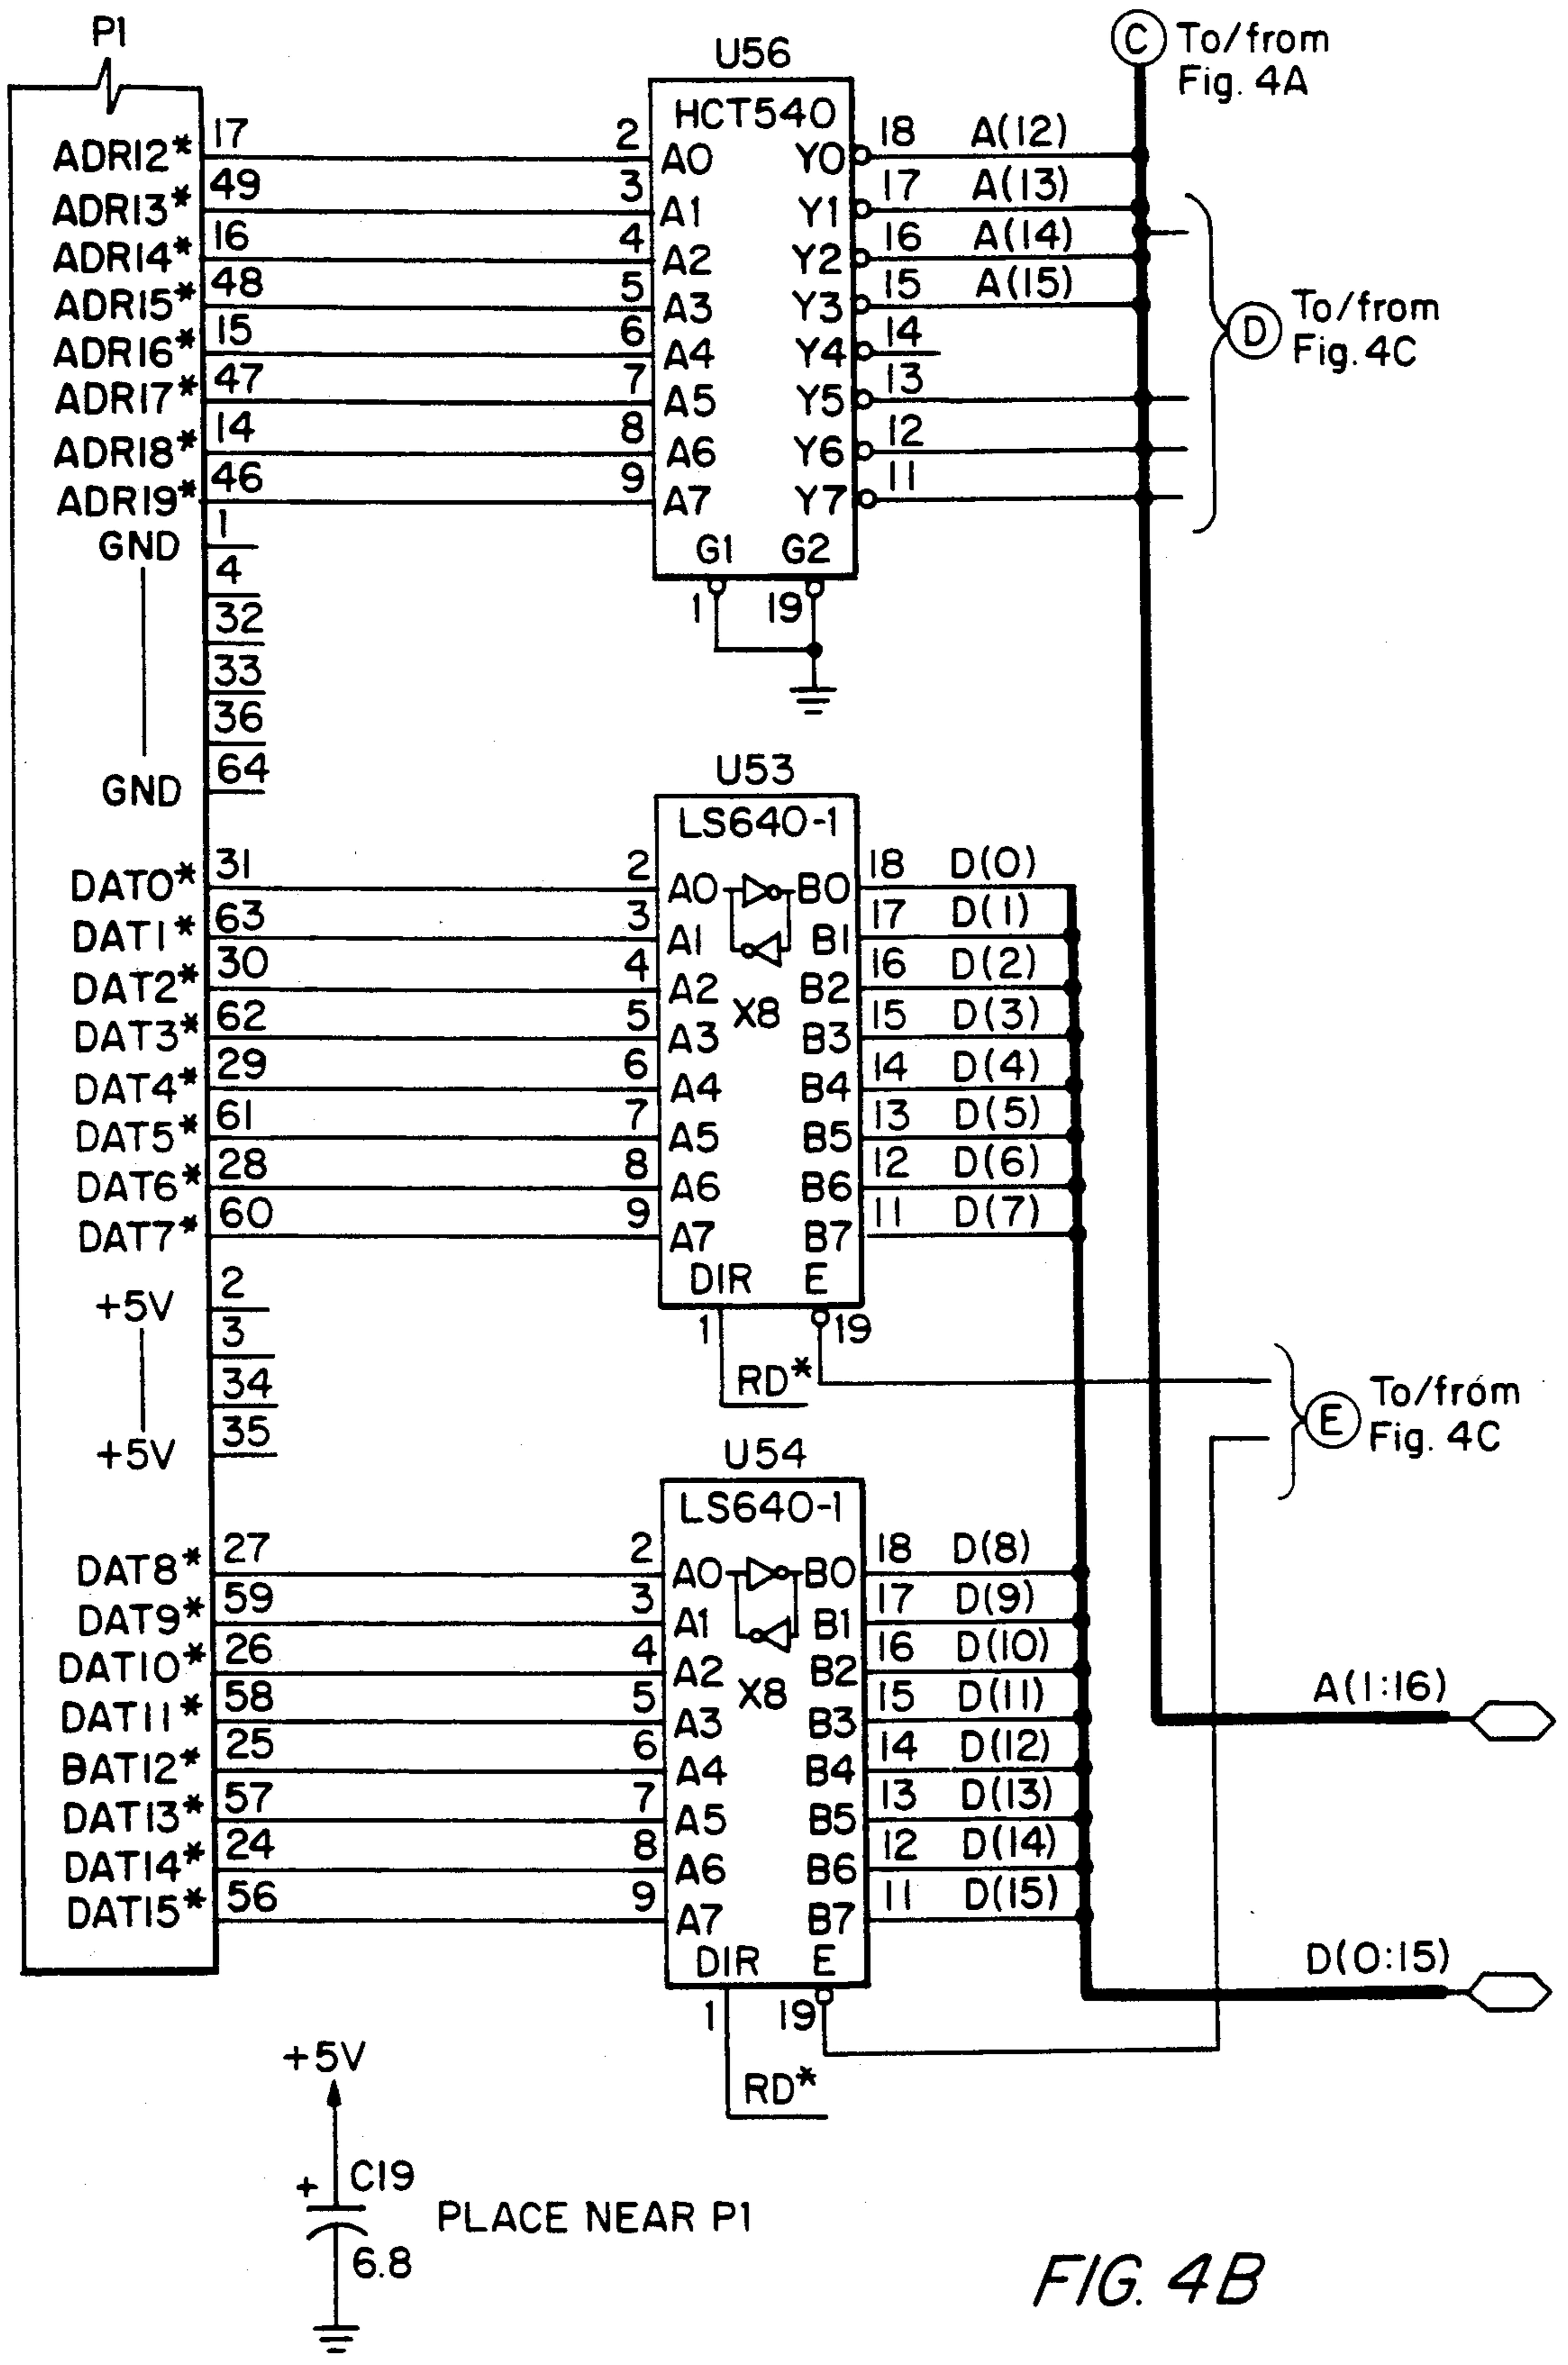 P1
U56
C To/from
Fig. 4A
HCT540
ADR12* 17 2 A0 Y0 18 A(12)
ADR13* 49 3 A1 Y1 17 A(13)
ADR14* 16 4 A2 Y2 16 A(14)
ADR15* 48 5 A3 Y3 15 A(15)
ADR16* 15 6 A4 Y4 14
D To/from
Fig. 4C
ADR17* 47 7 A5 Y5 13
ADR18* 14 8 A6 Y6 12
ADR19* 46 9 A7 Y7 11
GND 1
G1 G2
4
1 19
32
33
36
GND 64
U53
LS640-1
DAT0* 31 2 A0 B0 18 D(0)
DAT1* 63 3 A1 B1 17 D(1)
DAT2* 30 4 A2 B2 16 D(2)
X8
DAT3* 62 5 A3 B3 15 D(3)
DAT4* 29 6 A4 B4 14 D(4)
DAT5* 61 7 A5 B5 13 D(5)
DAT6* 28 8 A6 B6 12 D(6)
DAT7* 60 9 A7 B7 11 D(7)
DIR E
+5V 2
3
1 19
34
RD*
E To/from
Fig. 4C
+5V 35
U54
LS640-1
DAT8* 27 2 A0 B0 18 D(8)
DAT9* 59 3 A1 B1 17 D(9)
DAT10* 26 4 A2 B2 16 D(10)
X8
DAT11* 58 5 A3 B3 15 D(11)
A(1:16)
BAT12* 25 6 A4 B4 14 D(12)
DAT13* 57 7 A5 B5 13 D(13)
DAT14* 24 8 A6 B6 12 D(14)
DAT15* 56 9 A7 B7 11 D(15)
DIR E
D(0:15)
1 19
RD*
+5V
+ C19
PLACE NEAR P1
6.8
FIG. 4B